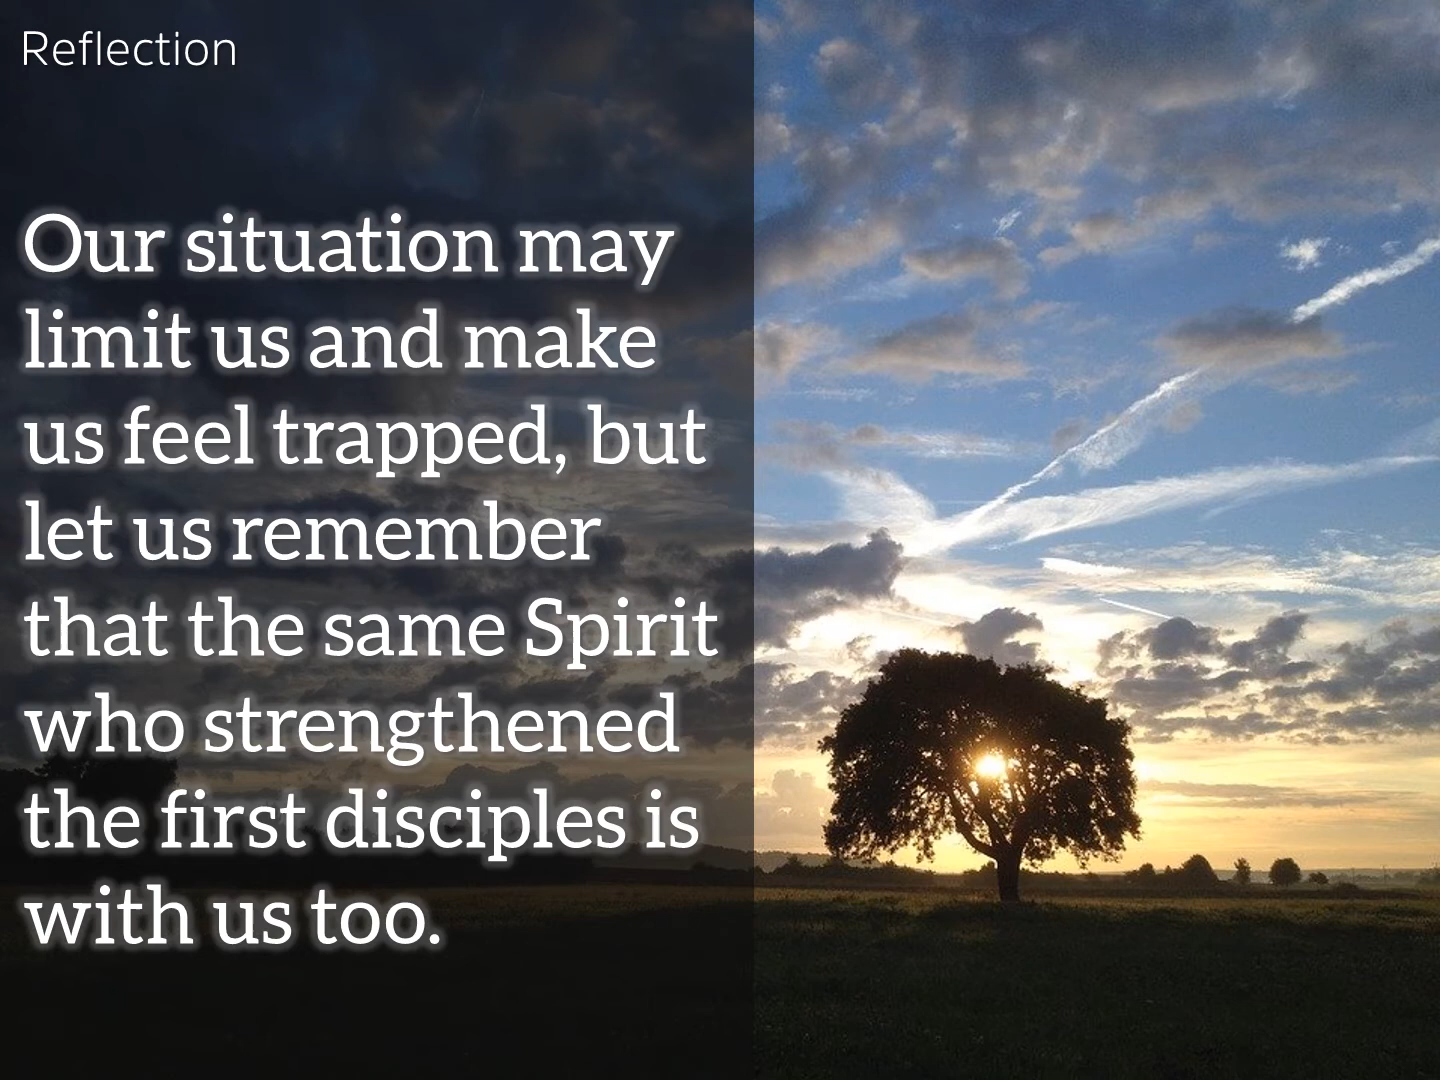 Reflection
Our situation may
limit us and make
us feel trapped, but
let us remember
that the same Spirit
who strengthened
the first disciples is
with us too.